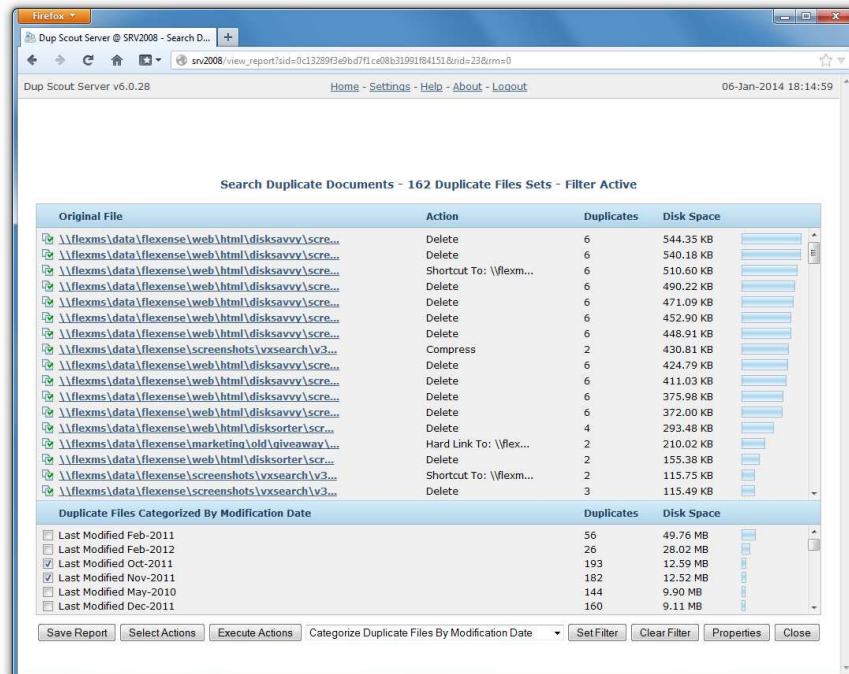 Firefox
Dup Scout Server @ SRV2008 - Search D...
srv2008/view_report?sid=0c13289f3e9bd7f1ce08b31991f84151&rid=23&rm=0
Dup Scout Server v6.0.28 Home - Settings - Help - About - Logout 06-Jan-2014 18:14:59
Search Duplicate Documents - 162 Duplicate Files Sets - Filter Active
Original File Action Duplicates Disk Space
\\flexms\data\flexense\web\html\disksavvy\scre... Delete 6 544.35 KB
\\flexms\data\flexense\web\html\disksavvy\scre... Delete 6 540.18 KB
\\flexms\data\flexense\web\html\disksavvy\scre... Shortcut To: \\flexm... 6 510.60 KB
\\flexms\data\flexense\web\html\disksavvy\scre... Delete 6 490.22 KB
\\flexms\data\flexense\web\html\disksavvy\scre... Delete 6 471.09 KB
\\flexms\data\flexense\web\html\disksavvy\scre... Delete 6 452.90 KB
\\flexms\data\flexense\web\html\disksavvy\scre... Delete 6 448.91 KB
\\flexms\data\flexense\screenshots\vxsearch\v3... Compress 2 430.81 KB
\\flexms\data\flexense\web\html\disksavvy\scre... Delete 6 424.79 KB
\\flexms\data\flexense\web\html\disksavvy\scre... Delete 6 411.03 KB
\\flexms\data\flexense\web\html\disksavvy\scre... Delete 6 375.98 KB
\\flexms\data\flexense\web\html\disksavvy\scre... Delete 6 372.00 KB
\\flexms\data\flexense\web\html\disksorter\scr... Delete 4 293.48 KB
\\flexms\data\flexense\marketing\old\giveaway\... Hard Link To: \\flex... 2 210.02 KB
\\flexms\data\flexense\web\html\disksorter\scr... Delete 2 155.38 KB
\\flexms\data\flexense\screenshots\vxsearch\v3... Shortcut To: \\flexm... 2 115.75 KB
\\flexms\data\flexense\screenshots\vxsearch\v3... Delete 3 115.49 KB
Duplicate Files Categorized By Modification Date Duplicates Disk Space
Last Modified Feb-2011 56 49.76 MB
Last Modified Feb-2012 26 28.02 MB
Last Modified Oct-2011 193 12.59 MB
Last Modified Nov-2011 182 12.52 MB
Last Modified May-2010 144 9.90 MB
Last Modified Dec-2011 160 9.11 MB
Save Report Select Actions Execute Actions Categorize Duplicate Files By Modification Date Set Filter Clear Filter Properties Close